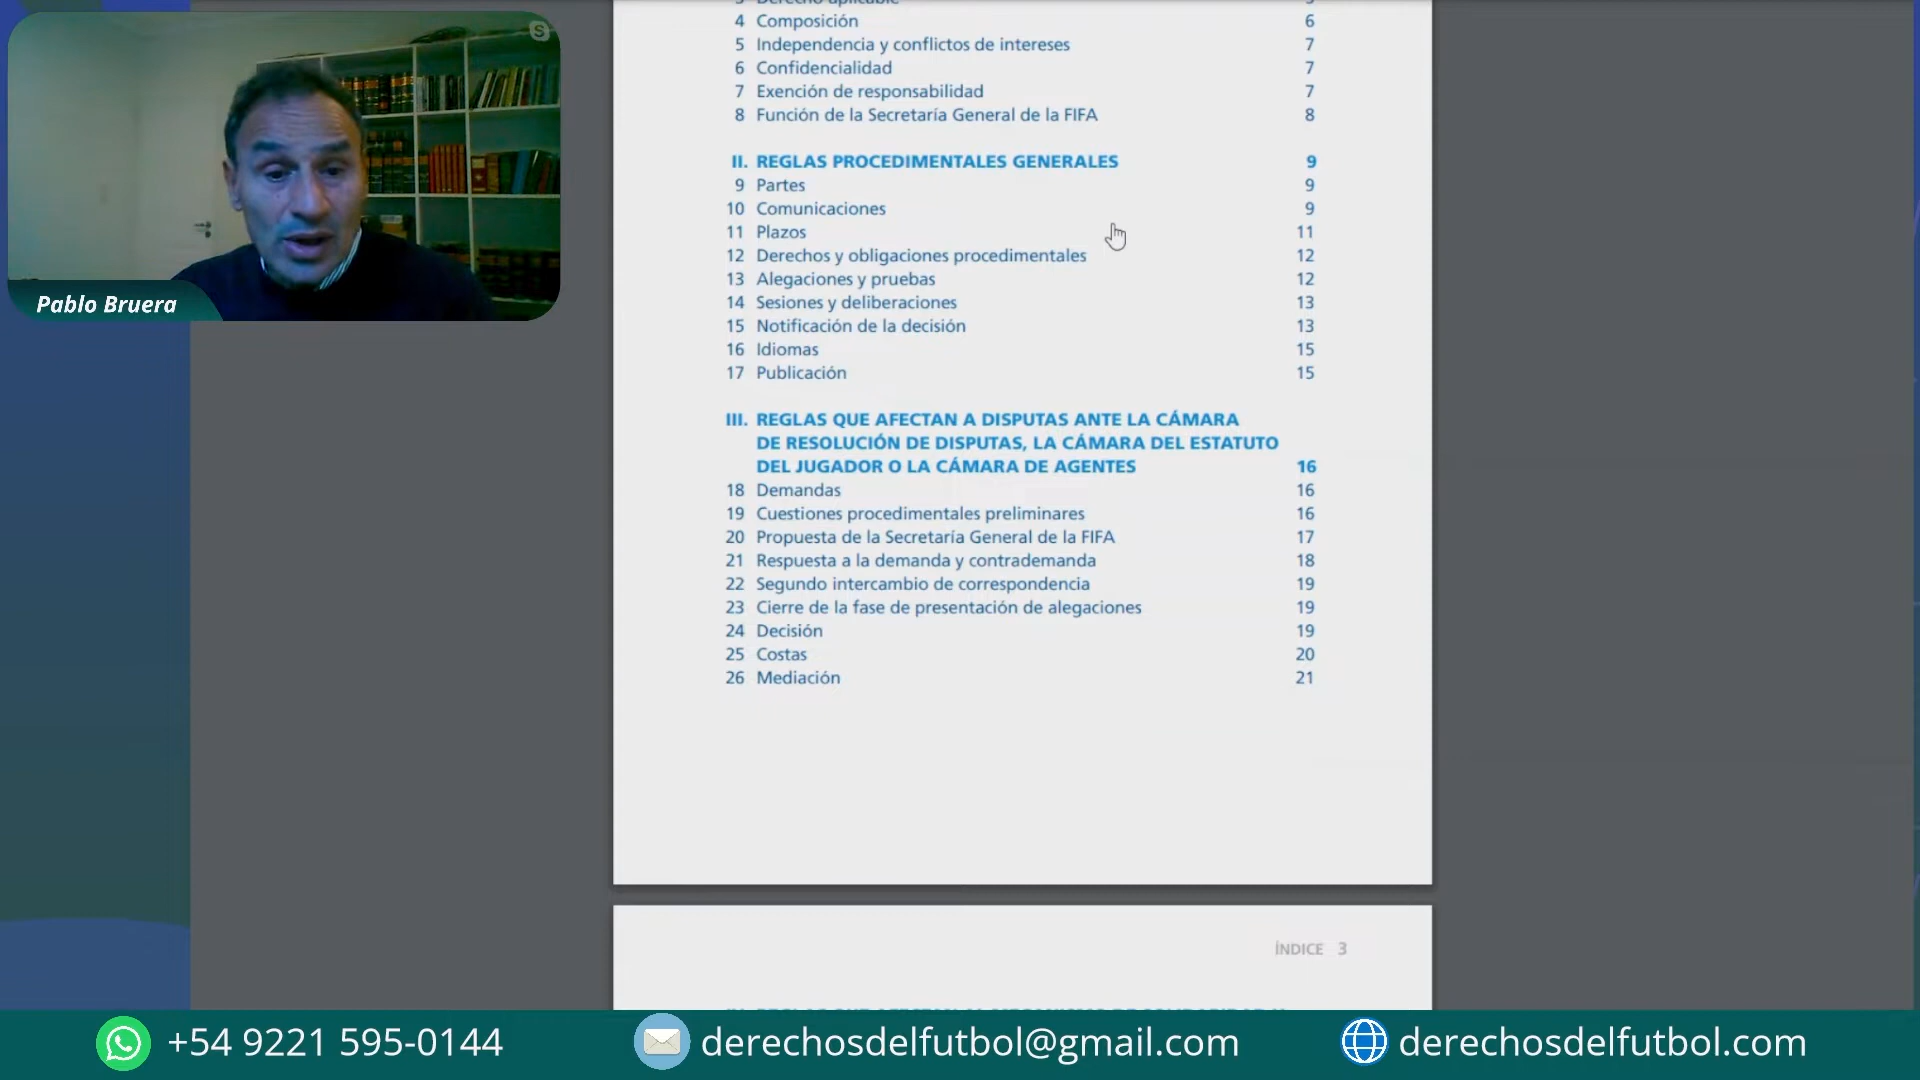 3 Derecho aplicable 5
4 Composición 6
5 Independencia y conflictos de intereses 7
6 Confidencialidad 7
7 Exención de responsabilidad 7
8 Función de la Secretaría General de la FIFA 8
II. REGLAS PROCEDIMENTALES GENERALES 9
9 Partes 9
10 Comunicaciones 9
11 Plazos 11
12 Derechos y obligaciones procedimentales 12
13 Alegaciones y pruebas 12
14 Sesiones y deliberaciones 13
15 Notificación de la decisión 13
16 Idiomas 15
17 Publicación 15
III. REGLAS QUE AFECTAN A DISPUTAS ANTE LA CÁMARA
DE RESOLUCIÓN DE DISPUTAS, LA CÁMARA DEL ESTATUTO
DEL JUGADOR O LA CÁMARA DE AGENTES 16
18 Demandas 16
19 Cuestiones procedimentales preliminares 16
20 Propuesta de la Secretaría General de la FIFA 17
21 Respuesta a la demanda y contrademanda 18
22 Segundo intercambio de correspondencia 19
23 Cierre de la fase de presentación de alegaciones 19
24 Decisión 19
25 Costas 20
26 Mediación 21
ÍNDICE 3
Pablo Bruera
+54 9221 595-0144
derechosdelfutbol@gmail.com
derechosdelfutbol.com